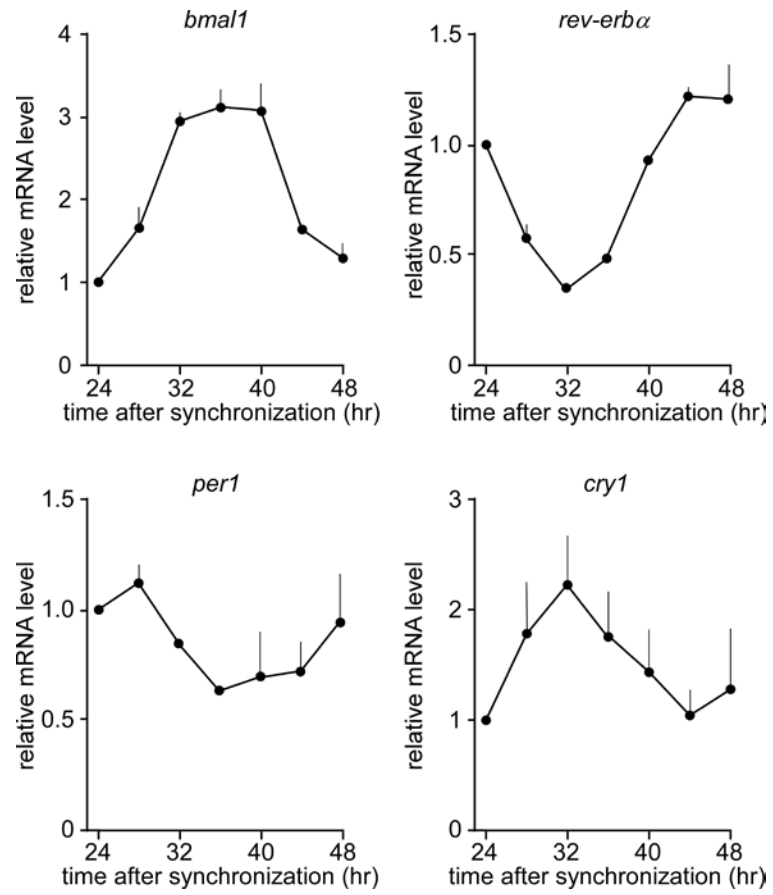 bmal1
relative mRNA level
4
3
2
1
0
24 32 40 48
time after synchronization (hr)
rev-erbα
relative mRNA level
1.5
1.0
0.5
0
24 32 40 48
time after synchronization (hr)
per1
relative mRNA level
1.5
1.0
0.5
0
24 32 40 48
time after synchronization (hr)
cry1
relative mRNA level
3
2
1
0
24 32 40 48
time after synchronization (hr)